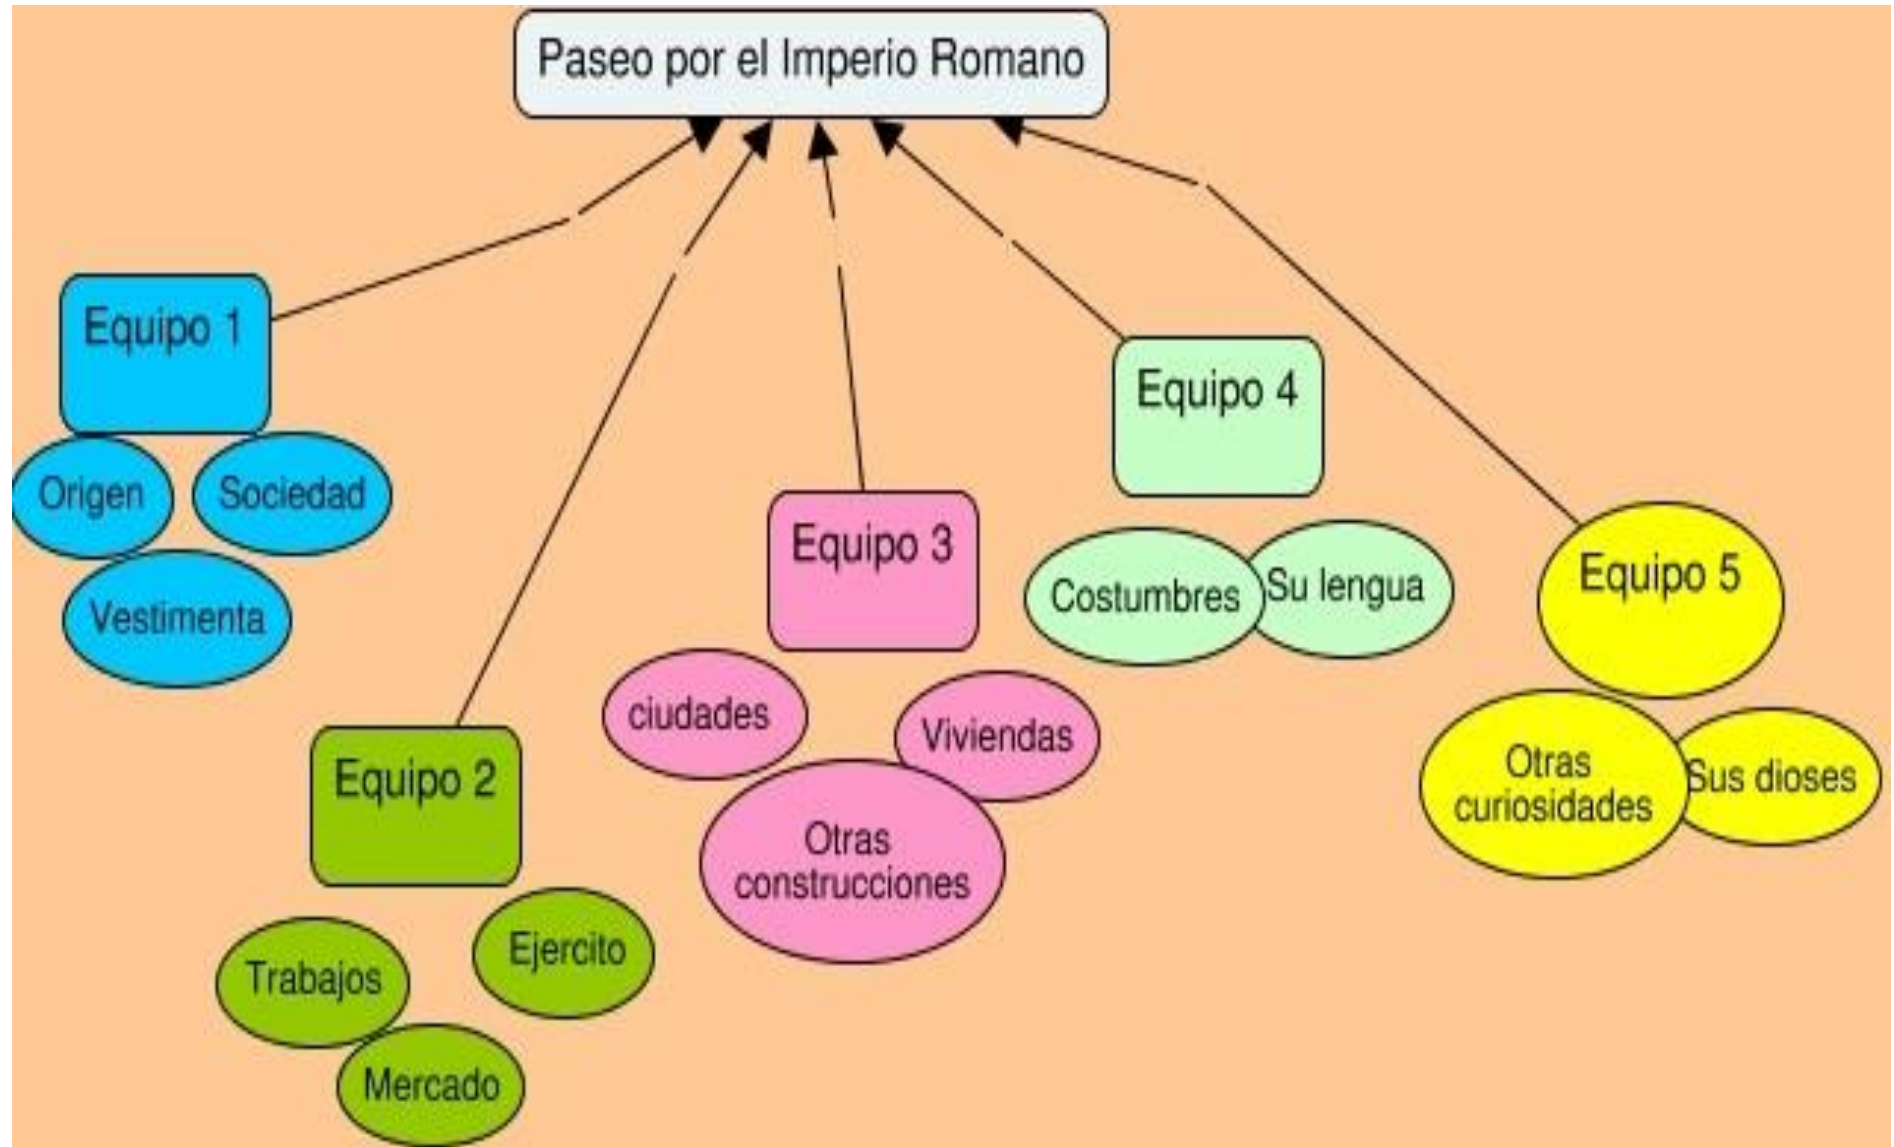 Paseo por el Imperio Romano
Equipo 1
Origen
Sociedad
Vestimenta
Equipo 2
Trabajos
Ejercito
Mercado
Equipo 3
ciudades
Viviendas
Otras
construcciones
Equipo 4
Costumbres
Su lengua
Equipo 5
Otras
curiosidades
Sus dioses